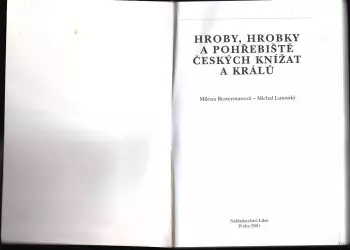 HROBY, HROBKY
A POHŘEBIŠTĚ
ČESKÝCH KNÍŽAT
A KRÁLŮ
Milena Bravermanová – Michal Lutovský
Nakladatelství Libri
Praha 2001